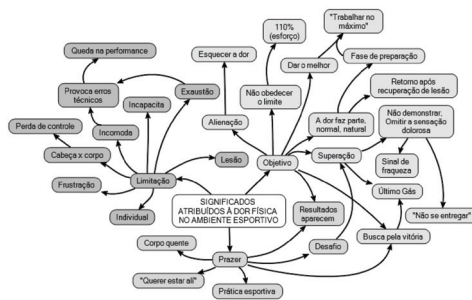 Queda na performance
Provoca erros
técnicos
Exaustão
Incapacita
Incomoda
Perda de controle
Cabeça x corpo
Frustração
Limitação
Individual
Lesão
SIGNIFICADOS
ATRIBUÍDOS À DOR FÍSICA
NO AMBIENTE ESPORTIVO
Esquecer a dor
110%
(esforço)
"Trabalhar no
máximo"
Dar o melhor
Fase de preparação
Não obedecer
o limite
Alienação
A dor faz parte,
normal, natural
Retorno após
recuperação de lesão
Objetivo
Superação
Não demonstrar,
Omitir a sensação
dolorosa
Sinal de
fraqueza
Último Gás
"Não se entregar"
Resultados
aparecem
Busca pela vitória
Desafio
Corpo quente
Prazer
"Querer estar ali"
Prática esportiva